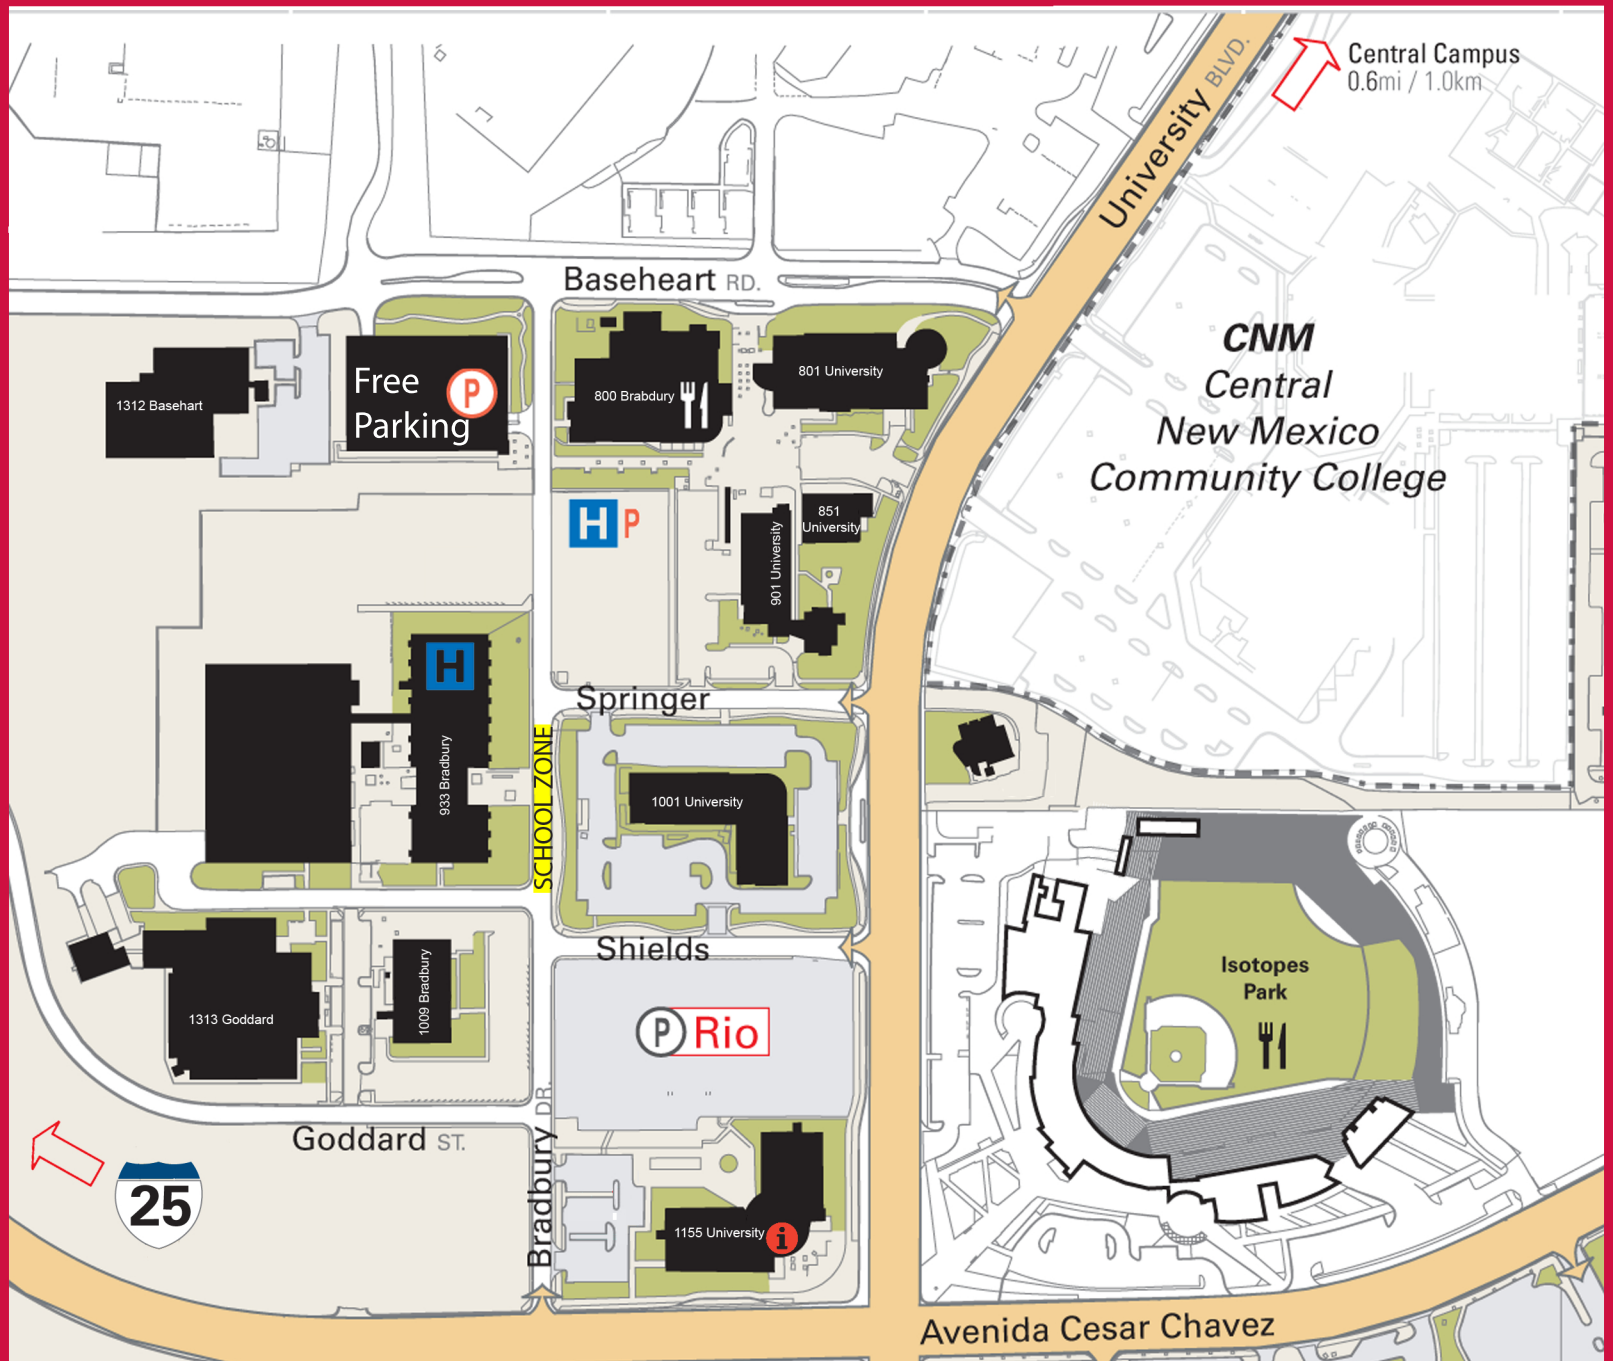 Central Campus
0.6mi / 1.0km
University BLVD.
Baseheart RD.
CNM
Central
New Mexico
Community College
1312 Basehart
Free
Parking
P
800 Brabdury
801 University
H P
851
University
901 University
H
933 Bradbury
Springer
SCHOOL ZONE
1001 University
Shields
Isotopes
Park
1313 Goddard
1009 Bradbury
P Rio
Goddard ST.
Bradbury DR.
25
1155 University
i
Avenida Cesar Chavez